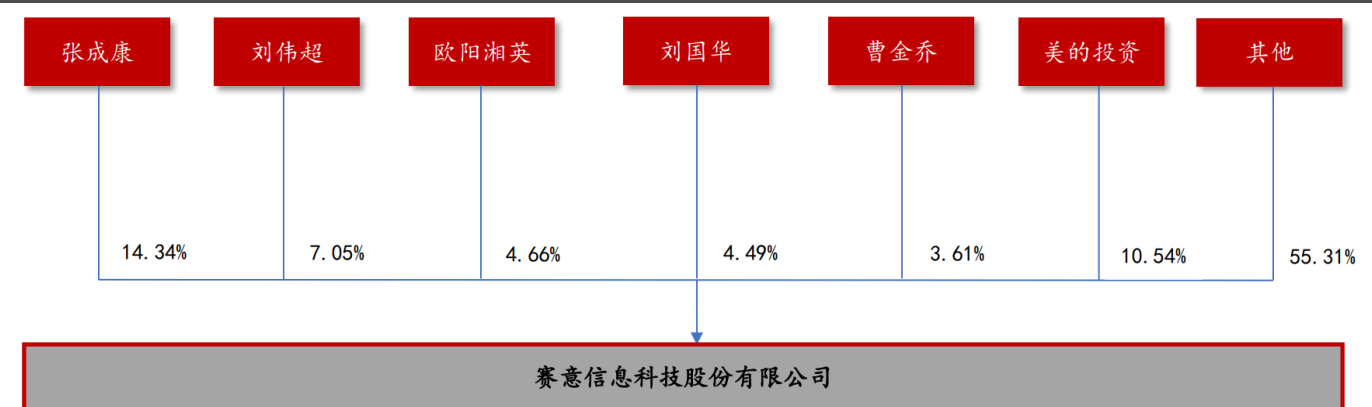 张成康 刘伟超 欧阳湘英 刘国华 曹金乔 美的投资 其他
14.34% 7.05% 4.66% 4.49% 3.61% 10.54% 55.31%
赛意信息科技股份有限公司